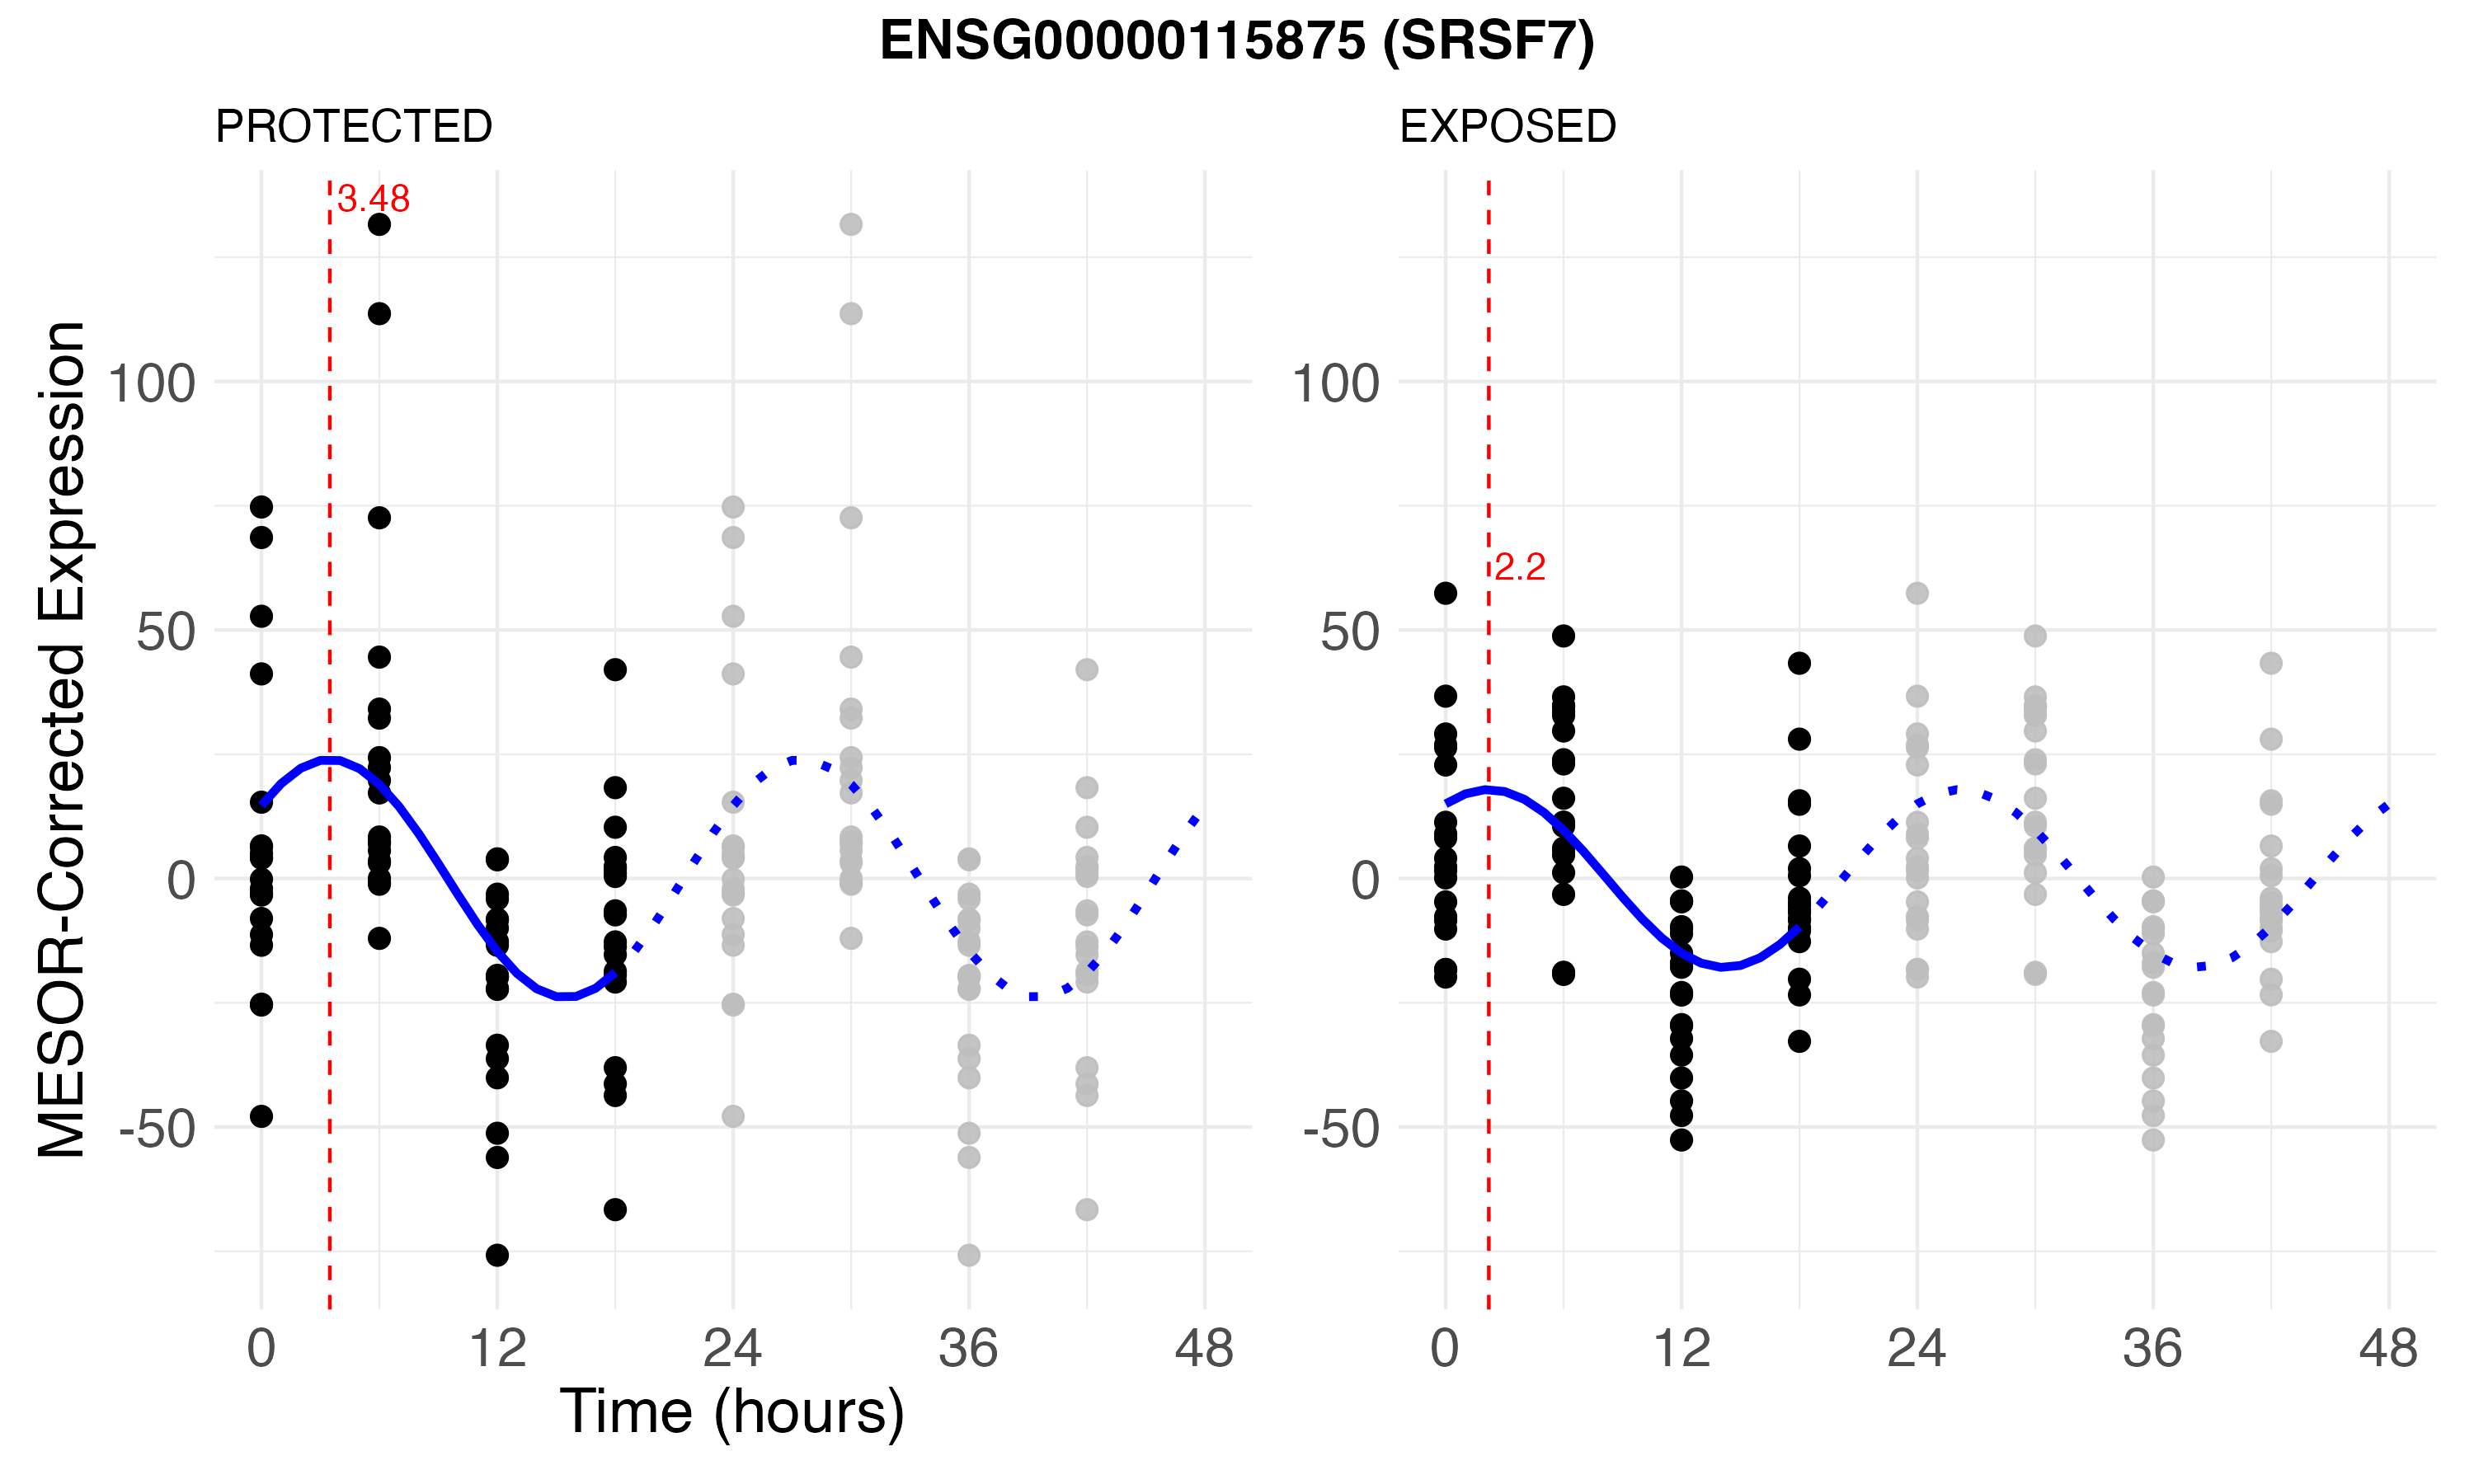 ENSG00000115875 (SRSF7)
PROTECTED
EXPOSED
3.48
2.2
MESOR-Corrected Expression
100
50
0
-50
100
50
0
-50
0 12 24 36 48
0 12 24 36 48
Time (hours)